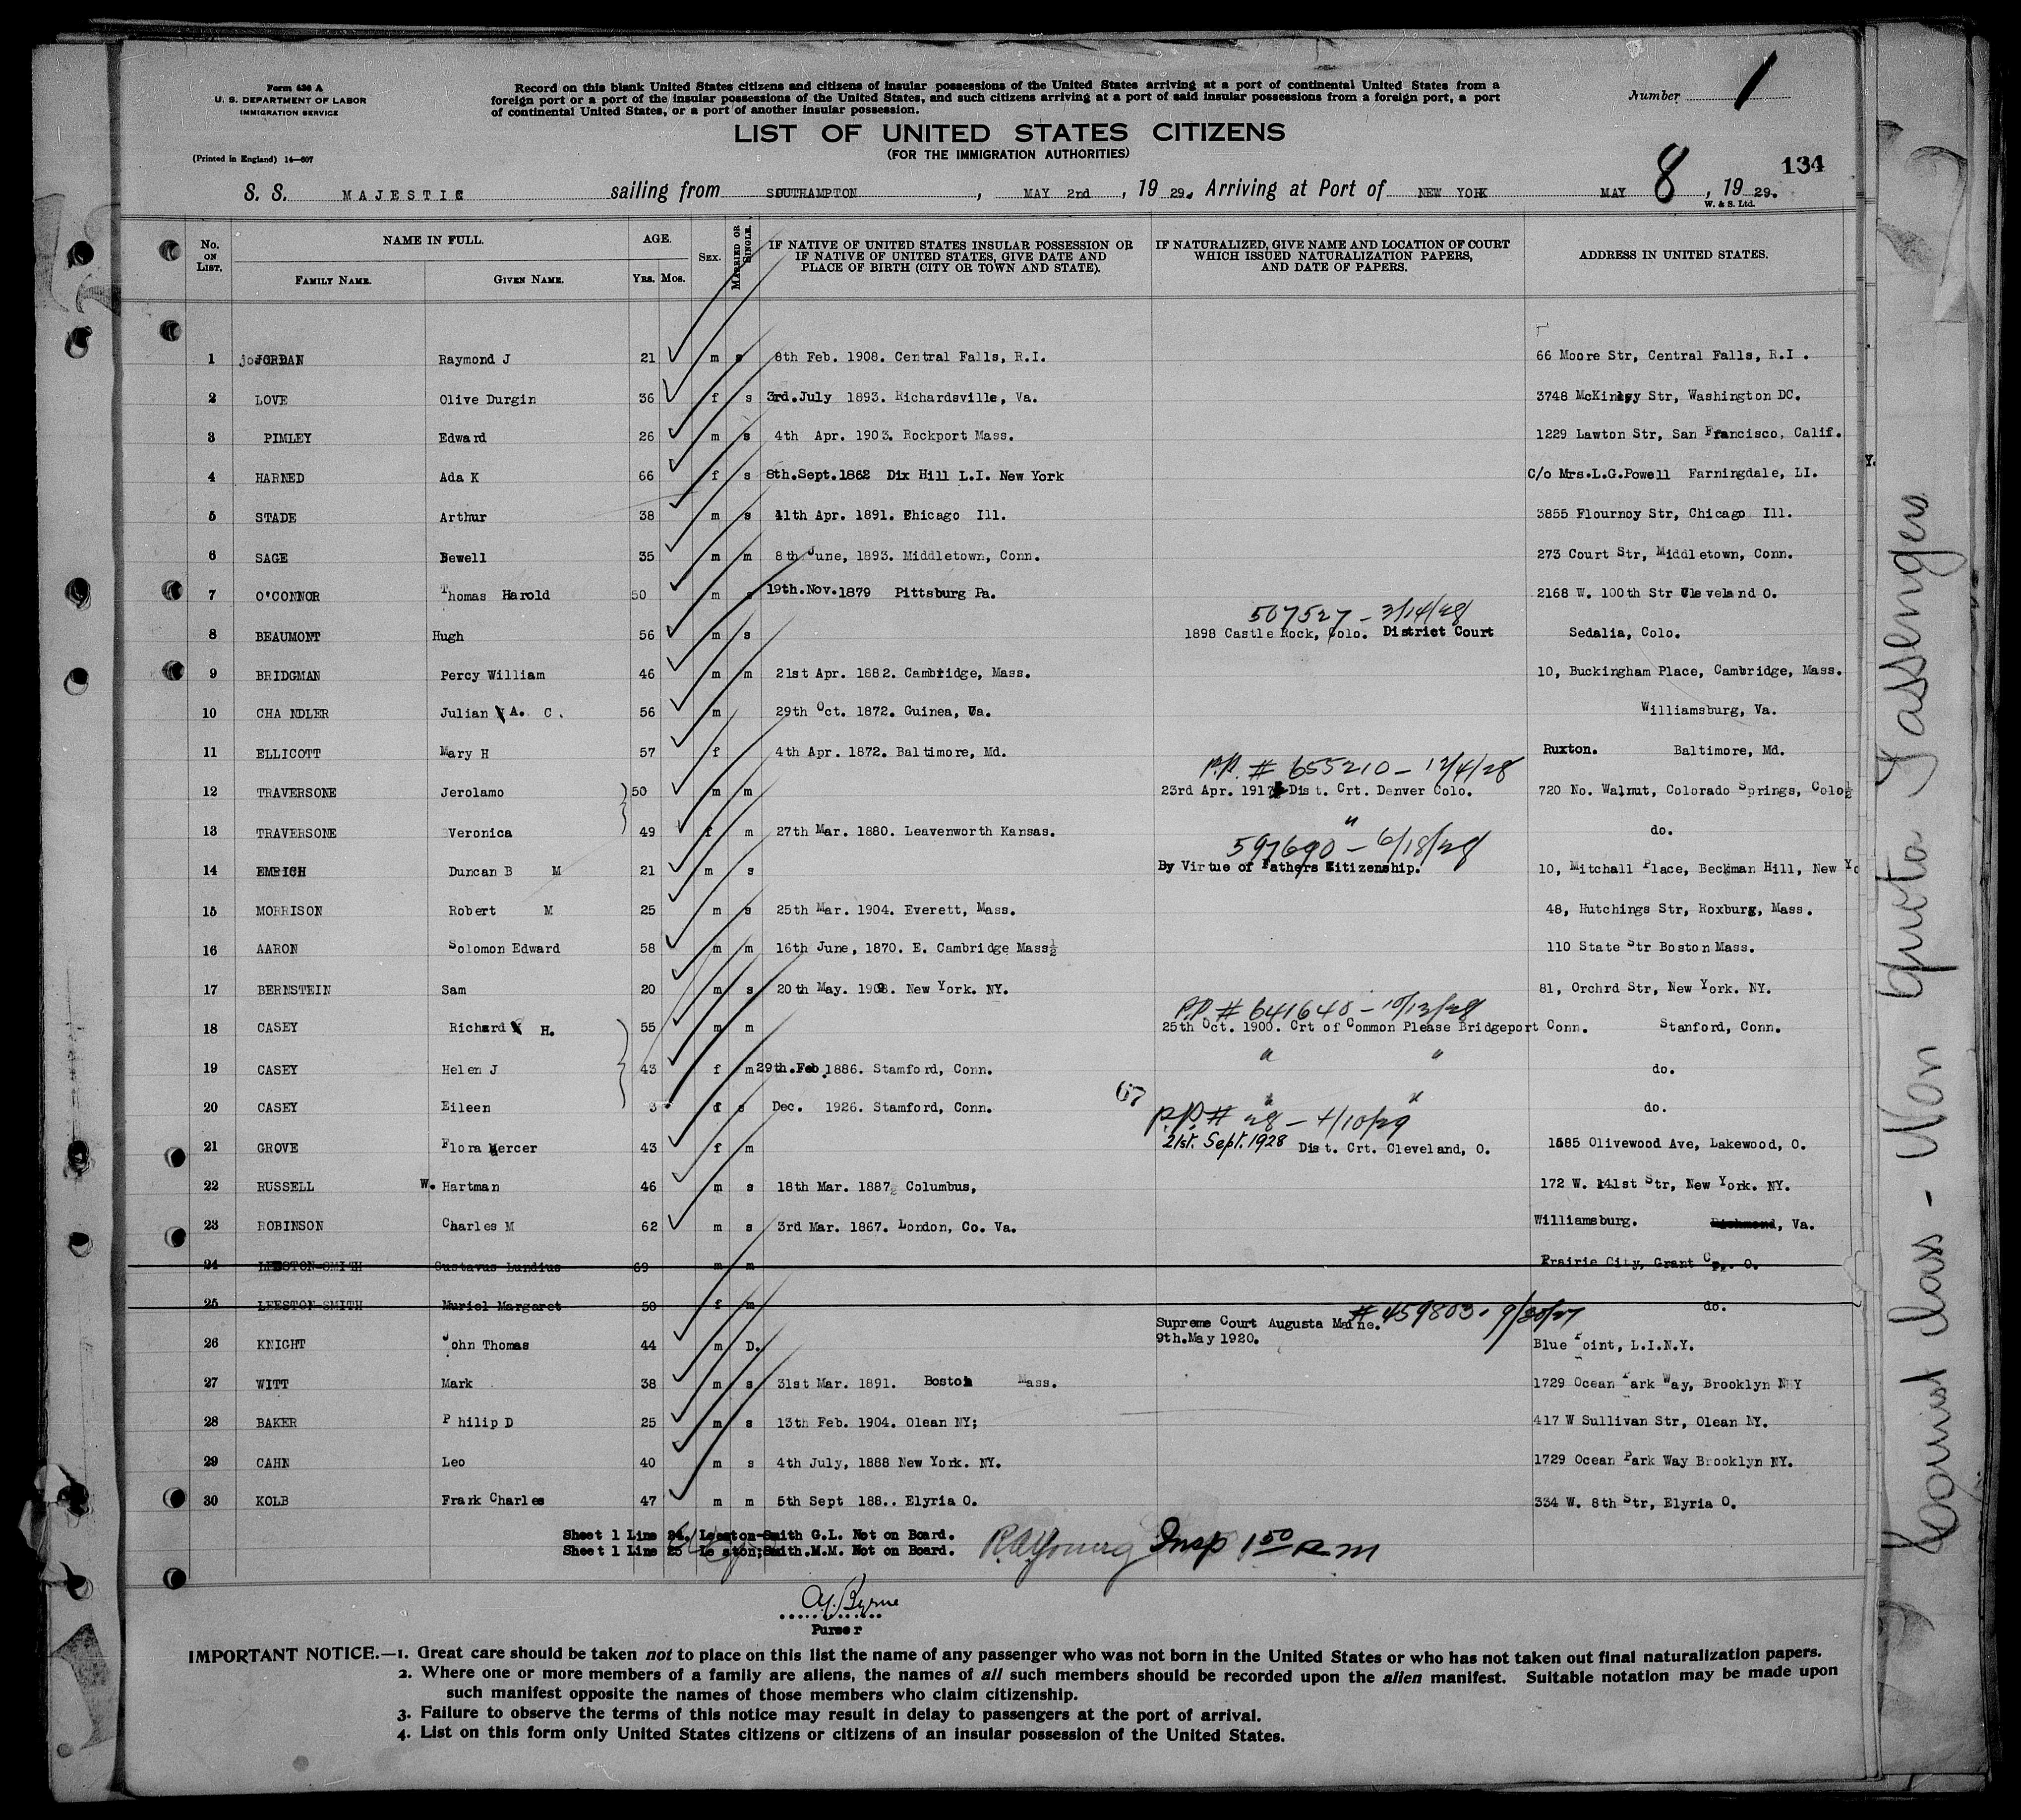 Form 630 A
U. S. DEPARTMENT OF LABOR
IMMIGRATION SERVICE
(Printed in England) 14—607
Record on this blank United States citizens and citizens of insular possessions of the United States arriving at a port of continental United States from a
foreign port or a port of the insular possessions of the United States, and such citizens arriving at a port of said insular possessions from a foreign port, a port
of continental United States, or a port of another insular possession.
Number 1
LIST OF UNITED STATES CITIZENS
(FOR THE IMMIGRATION AUTHORITIES)
134
S. S. MAJESTIC sailing from SOUTHAMPTON , MAY 2nd , 19 29. Arriving at Port of NEW YORK MAY 8 , 19 29.
W. & S. Ltd.
No. ON LIST. NAME IN FULL. FAMILY NAME. GIVEN NAME. AGE. YRS. MOS. SEX. MARRIED OR SINGLE. IF NATIVE OF UNITED STATES INSULAR POSSESSION OR IF NATIVE OF UNITED STATES, GIVE DATE AND PLACE OF BIRTH (CITY OR TOWN AND STATE). IF NATURALIZED, GIVE NAME AND LOCATION OF COURT WHICH ISSUED NATURALIZATION PAPERS, AND DATE OF PAPERS. ADDRESS IN UNITED STATES.
1 JORDAN Raymond J 21 m s 8th Feb. 1908. Central Falls, R.I. 66 Moore Str, Central Falls, R.I.
2 LOVE Olive Durgin 36 f s 3rd.July 1893. Richardsville, Va. 3748 McKinley Str, Washington DC.
3 PIMLEY Edward 26 m s 4th Apr. 1903. Rockport Mass. 1229 Lawton Str, San Francisco, Calif.
4 HARNED Ada K 66 f s 8th.Sept.1862 Dix Hill L.I. New York C/o Mrs.L.G.Powell Farningdale, LI. Y.
5 STADE Arthur 38 m s 11th Apr. 1891. Chicago Ill. 3855 Flournoy Str, Chicago Ill.
6 SAGE Newell 35 m m 8th June, 1893. Middletown, Conn. 273 Court Str, Middletown, Conn.
7 O'CONNOR Thomas Harold 50 m s 19th.Nov.1879 Pittsburg Pa. 2168 W. 100th Str Cleveland O.
507527 - 3/14/28
8 BEAUMONT Hugh 56 m s 1898 Castle Rock, Colo. District Court Sedalia, Colo.
9 BRIDGMAN Percy William 46 m m 21st Apr. 1882. Cambridge, Mass. 10, Buckingham Place, Cambridge, Mass.
10 CHANDLER Julian A. C. 56 m 29th Oct. 1872. Guinea, Va. Williamsburg, Va.
11 ELLICOTT Mary H 57 f 4th Apr. 1872. Baltimore, Md. Ruxton. Baltimore, Md.
P.P. # 655210 - 12/4/28
12 TRAVERSONE Jerolamo 50 m m 23rd Apr. 1917 Dist. Crt. Denver Colo. 720 No. Walnut, Colorado Springs, Colo½
13 TRAVERSONE Veronica 49 f m 27th Mar. 1880. Leavenworth Kansas. " do.
597690 - 6/18/28
14 EMRICH Duncan B M 21 m s By Virtue of Fathers Citizenship. 10, Mitchall Place, Beckman Hill, New Yo
15 MORRISON Robert M 25 m s 25th Mar. 1904. Everett, Mass. 48, Hutchings Str, Roxburg, Mass.
16 AARON Solomon Edward 58 m m 16th June, 1870. E. Cambridge Mass½ 110 State Str Boston Mass.
17 BERNSTEIN Sam 20 m s 20th May. 1908. New York. NY. 81, Orchrd Str, New York. NY.
P.P. # 641640 - 10/13/28
18 CASEY Richard H. 55 m m 25th Oct. 1900. Crt of Common Please Bridgeport Conn. Stanford, Conn.
19 CASEY Helen J 43 f m 29th.Feb.1886. Stamford, Conn. " " do.
20 CASEY Eileen 3 f s Dec. 1926. Stamford, Conn. " " do.
P.P. # 28 - 4/10/29
21 GROVE Flora Mercer 43 f m 21st. Sept. 1928 Dist. Crt. Cleveland, O. 1585 Olivewood Ave, Lakewood, O.
22 RUSSELL W. Hartman 46 m s 18th Mar. 1887½ Columbus, 172 W. 141st Str, New York. NY.
23 ROBINSON Charles M 62 m s 3rd Mar. 1867. London, Co. Va. Williamsburg. Richmond, Va.
24 LEESTON-SMITH Gustavus Lundius 69 m m Prairie City, Grant Co. O.
25 LEESTON-SMITH Muriel Margaret 50 f m do.
# 459803. 9/30/27
Supreme Court Augusta Maine.
26 KNIGHT John Thomas 44 m D. 9th.May 1920. Blue Point, L.I.N.Y.
27 WITT Mark 38 m s 31st Mar. 1891. Boston Mass. 1729 Ocean Park Way, Brooklyn NY
28 BAKER Philip D 25 m s 13th Feb. 1904. Olean NY; 417 W Sullivan Str, Olean NY.
29 CAHN Leo 40 m s 4th July, 1888 New York. NY. 1729 Ocean Park Way Brooklyn NY.
30 KOLB Frark Charles 47 m m 5th Sept 188.. Elyria O. 334 W. 8th Str, Elyria O.
Sheet 1 Line 24. Leeston-Smith G.L. Not on Board.
Sheet 1 Line 25 Le ston;Smith.M.M. Not on Board.
R.A. Young Insp 1 50 P M
A.J. Byrne
Purser
IMPORTANT NOTICE.—1. Great care should be taken not to place on this list the name of any passenger who was not born in the United States or who has not taken out final naturalization papers.
2. Where one or more members of a family are aliens, the names of all such members should be recorded upon the alien manifest. Suitable notation may be made upon
such manifest opposite the names of those members who claim citizenship.
3. Failure to observe the terms of this notice may result in delay to passengers at the port of arrival.
4. List on this form only United States citizens or citizens of an insular possession of the United States.
Tourist Class - Non Quota Passengers